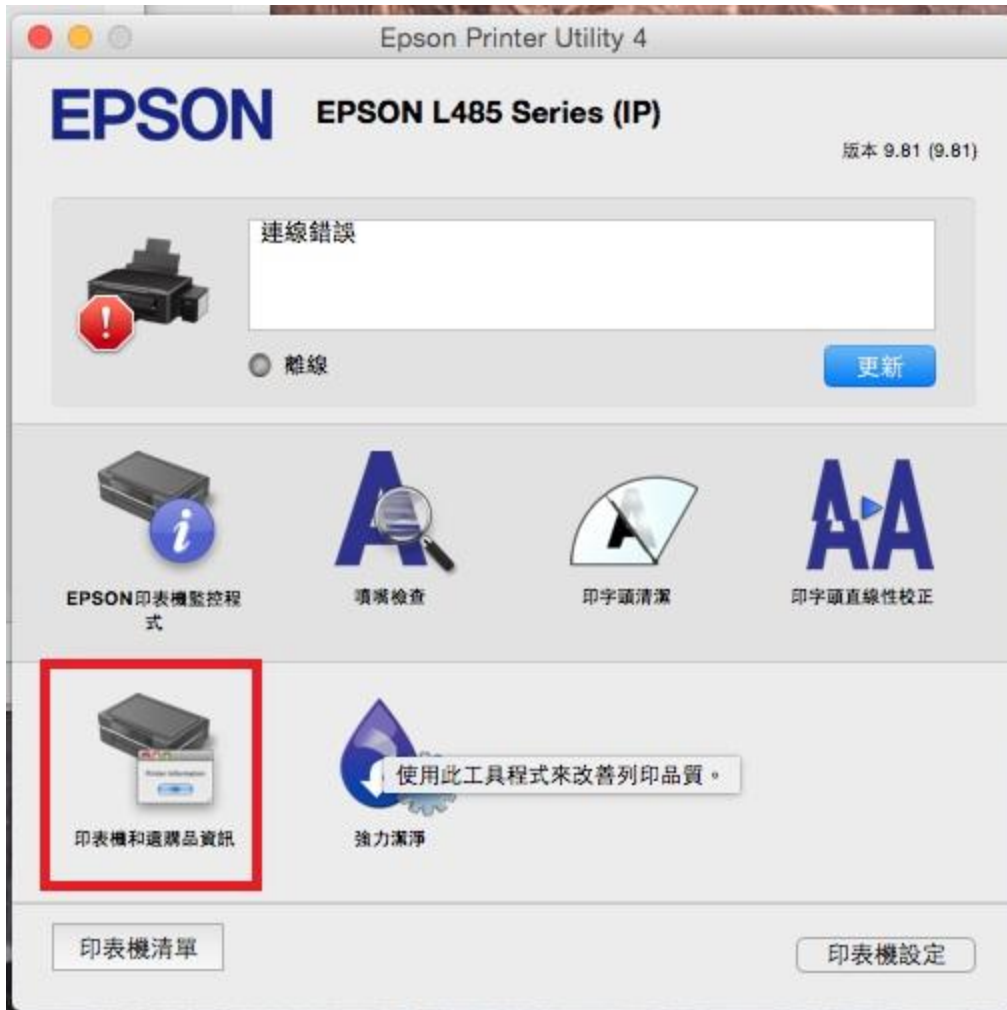 Epson Printer Utility 4
EPSON
EPSON L485 Series (IP)
版本 9.81 (9.81)
連線錯誤
離線
更新
EPSON印表機監控程
式
噴嘴檢查
印字頭清潔
印字頭直線性校正
Printer Information
印表機和選購品資訊
使用此工具程式來改善列印品質。
強力潔淨
印表機清單
印表機設定